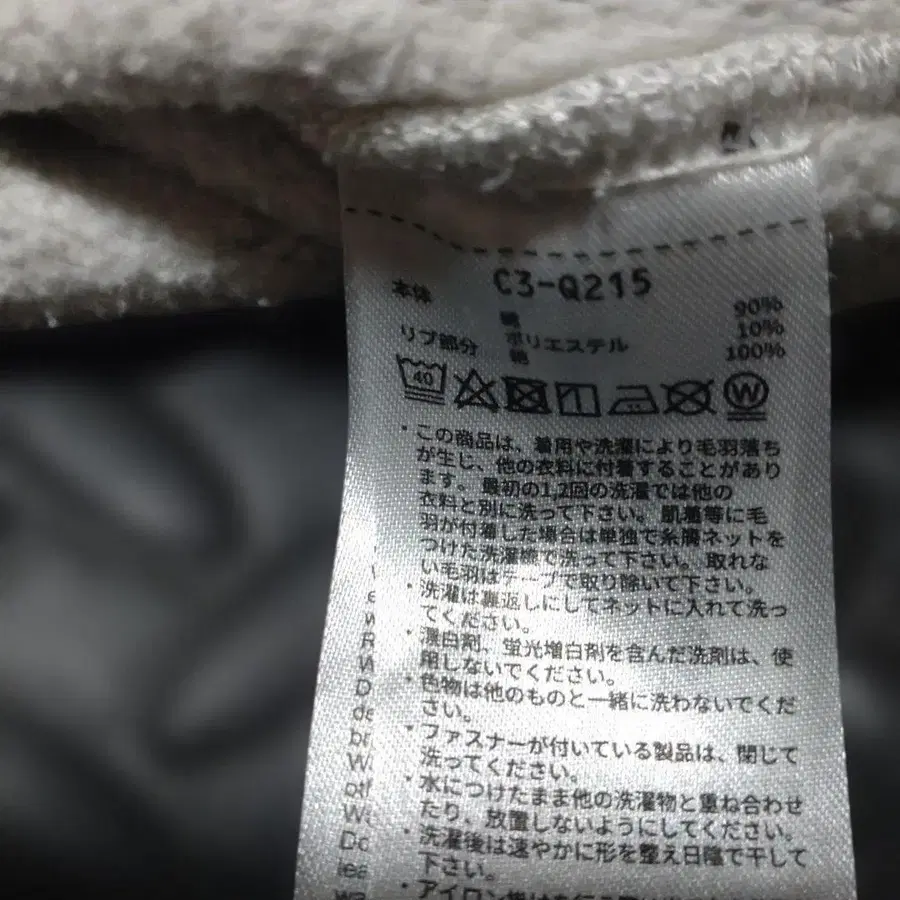 C3-Q215
本体 綿 90%
ポリエステル 10%
リブ部分 綿 100%
40
W
・この商品は、着用や洗濯により毛羽落ち
が生じ、他の衣料に付着することがあり
ます。最初の1,2回の洗濯では他の
衣料と別に洗って下さい。肌着等に毛
羽が付着した場合は単独で糸屑ネットを
つけた洗濯機で洗って下さい。取れな
い毛羽はテープで取り除いて下さい。
・洗濯は裏返しにしてネットに入れて洗っ
てください。
・漂白剤、蛍光増白剤を含んだ洗剤は、使
用しないでください。
・色物は他のものと一緒に洗わないでくだ
さい。
・ファスナーが付いている製品は、閉じて
洗ってください。
・水につけたまま他の洗濯物と重ね合わせ
たり、放置しないようにしてください。
・洗濯後は速やかに形を整え日陰で干して
下さい。